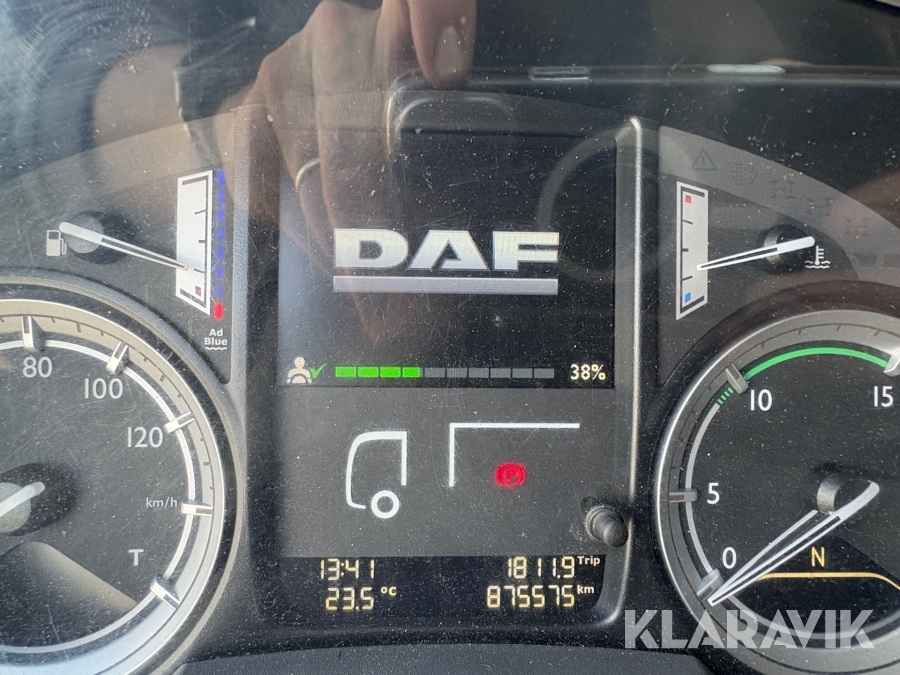 DAF
Ad
Blue
38%
80
100
120
km/h
T
10
15
5
0
N
P
13:41
1811.9 Trip
23.5 °C
875575 km
KLARAVIK